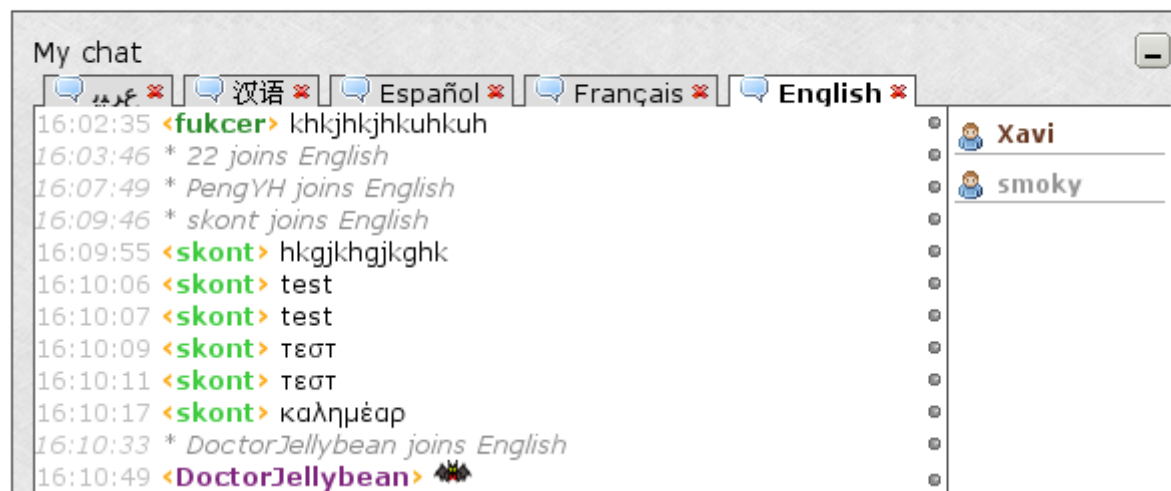 My chat
عربي 汉语 Español Français English
16:02:35 <fukcer> khkjhkjhkuhkuh
16:03:46 * 22 joins English
16:07:49 * PengYH joins English
16:09:46 * skont joins English
16:09:55 <skont> hkgjkhgjkghk
16:10:06 <skont> test
16:10:07 <skont> test
16:10:09 <skont> τεστ
16:10:11 <skont> τεστ
16:10:17 <skont> καλημέαρ
16:10:33 * DoctorJellybean joins English
16:10:49 <DoctorJellybean>
Xavi
smoky